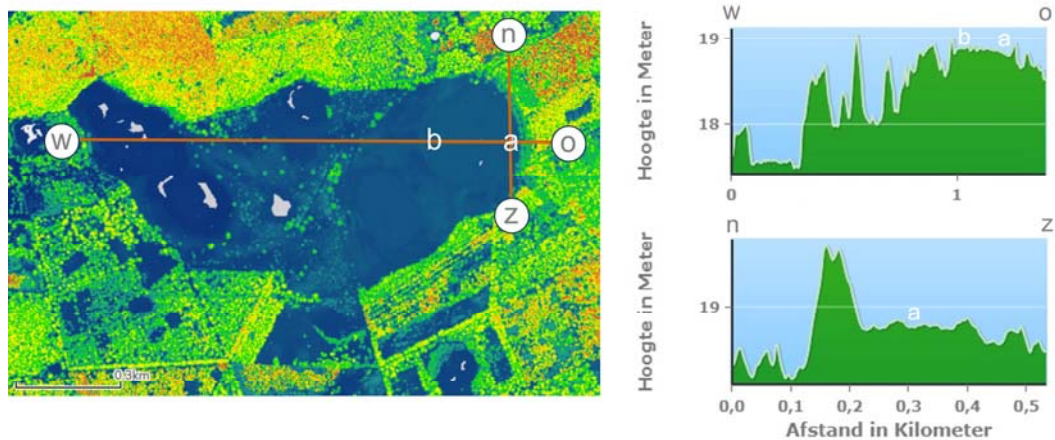 n
w
b
a
o
z
0.3km
w
o
Hoogte in Meter
19
18
b
a
0
1
n
z
Hoogte in Meter
19
a
0,0
0,1
0,2
0,3
0,4
0,5
Afstand in Kilometer